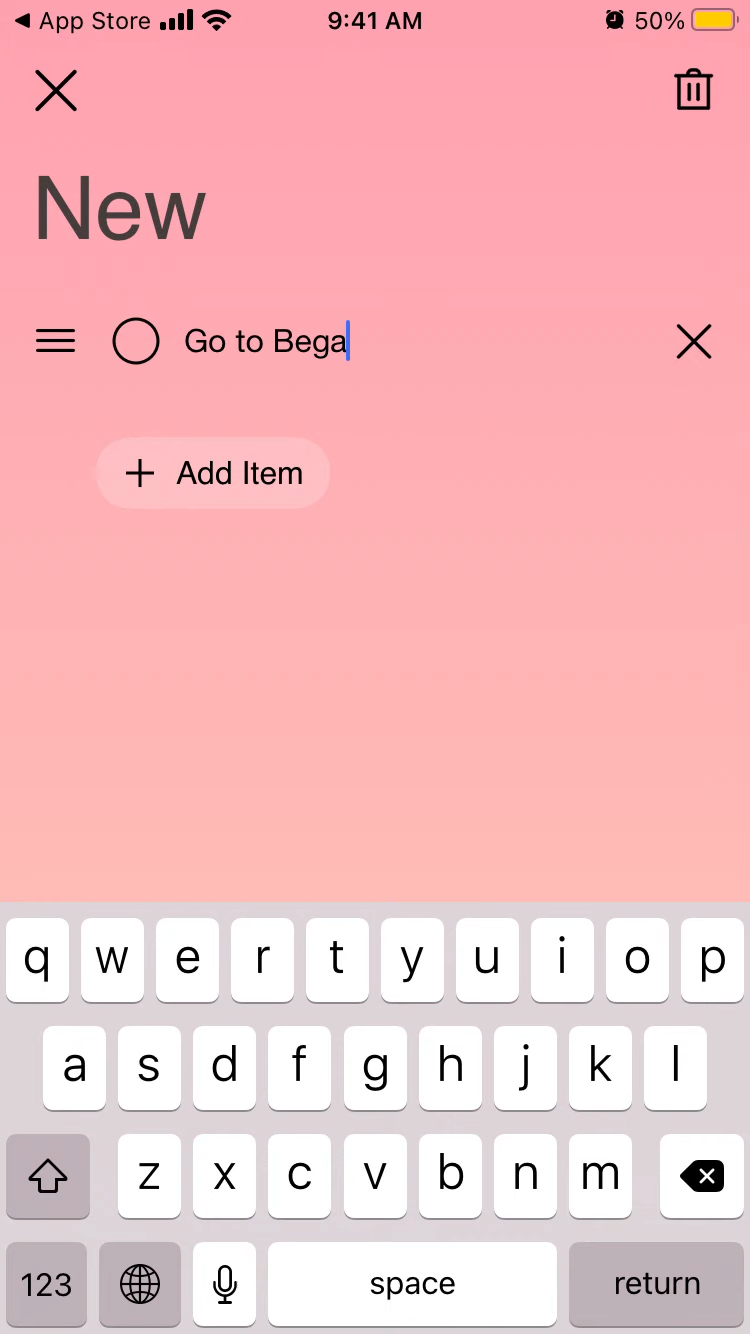 App Store
9:41 AM
50%
New
Go to Bega
Add Item
q w e r t y u i o p
a s d f g h j k l
z x c v b n m
123 space return